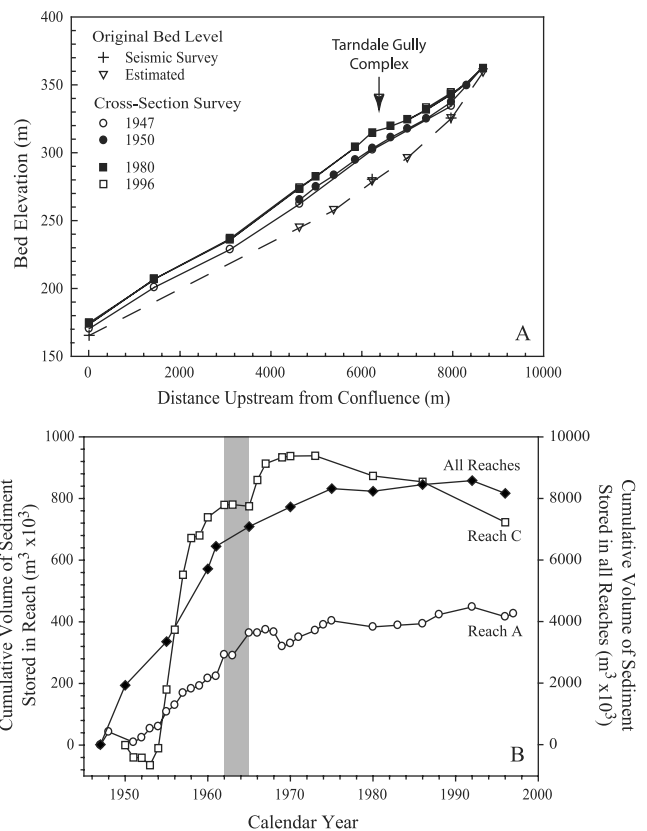 400
350
300
250
200
150
Bed Elevation (m)
Original Bed Level
Seismic Survey
Estimated
Cross-Section Survey
1947
1950
1980
1996
Tarndale Gully
Complex
A
0
2000
4000
6000
8000
10000
Distance Upstream from Confluence (m)
1000
800
600
400
200
0
Cumulative Volume of Sediment
Stored in Reach (m³ x10³)
All Reaches
Reach C
Reach A
B
10000
8000
6000
4000
2000
0
Cumulative Volume of Sediment
Stored in all Reaches (m³ x10³)
1950
1960
1970
1980
1990
2000
Calendar Year